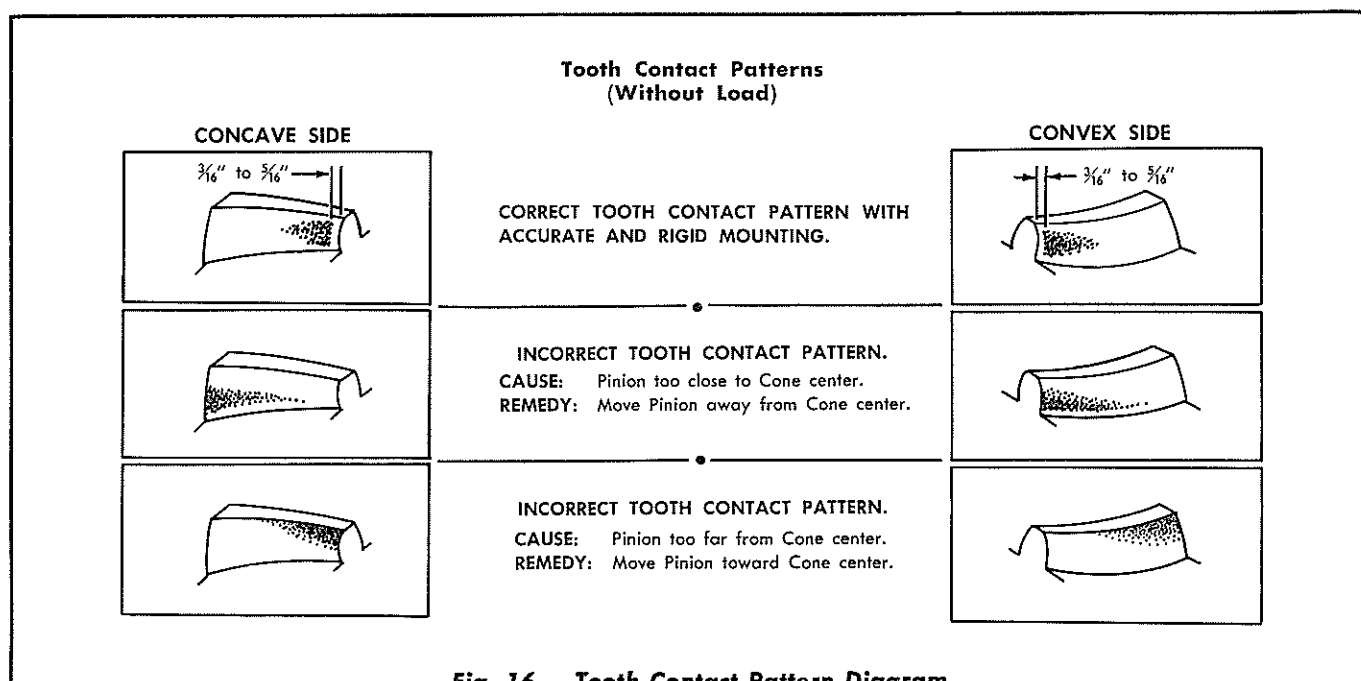 Tooth Contact Patterns
(Without Load)
CONCAVE SIDE
CONVEX SIDE
3/16" to 5/16"
3/16" to 5/16"
CORRECT TOOTH CONTACT PATTERN WITH
ACCURATE AND RIGID MOUNTING.
INCORRECT TOOTH CONTACT PATTERN.
CAUSE: Pinion too close to Cone center.
REMEDY: Move Pinion away from Cone center.
INCORRECT TOOTH CONTACT PATTERN.
CAUSE: Pinion too far from Cone center.
REMEDY: Move Pinion toward Cone center.
Fig. 16 Tooth Contact Pattern Diagram